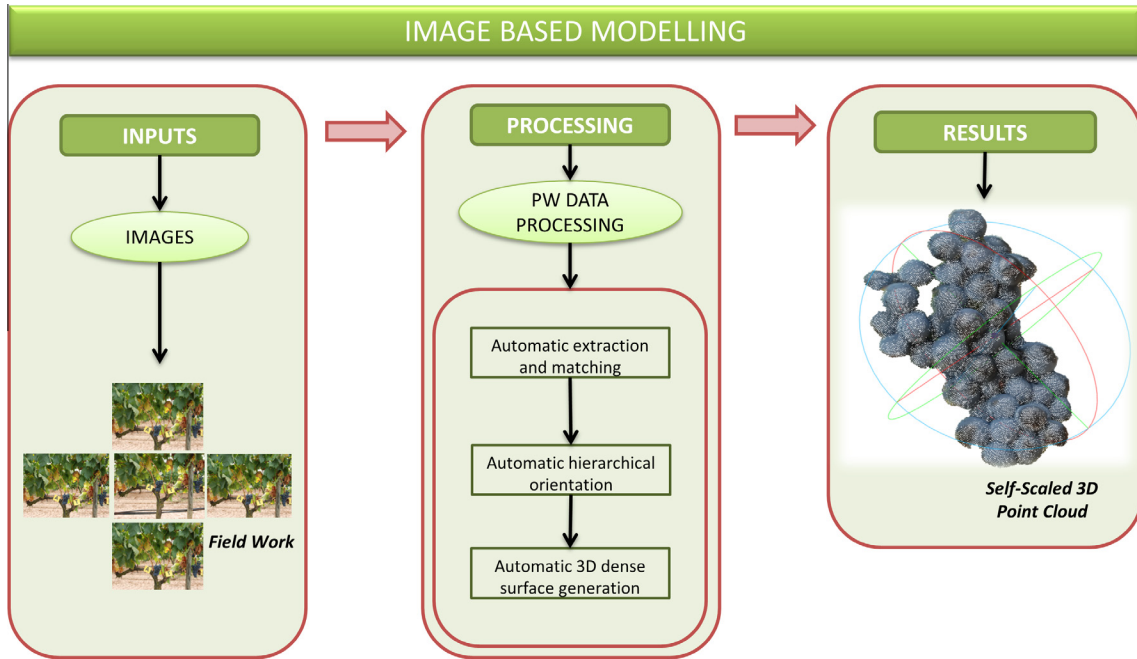 IMAGE BASED MODELLING
INPUTS
IMAGES
Field Work
PROCESSING
PW DATA
PROCESSING
Automatic extraction
and matching
Automatic hierarchical
orientation
Automatic 3D dense
surface generation
RESULTS
Self-Scaled 3D
Point Cloud